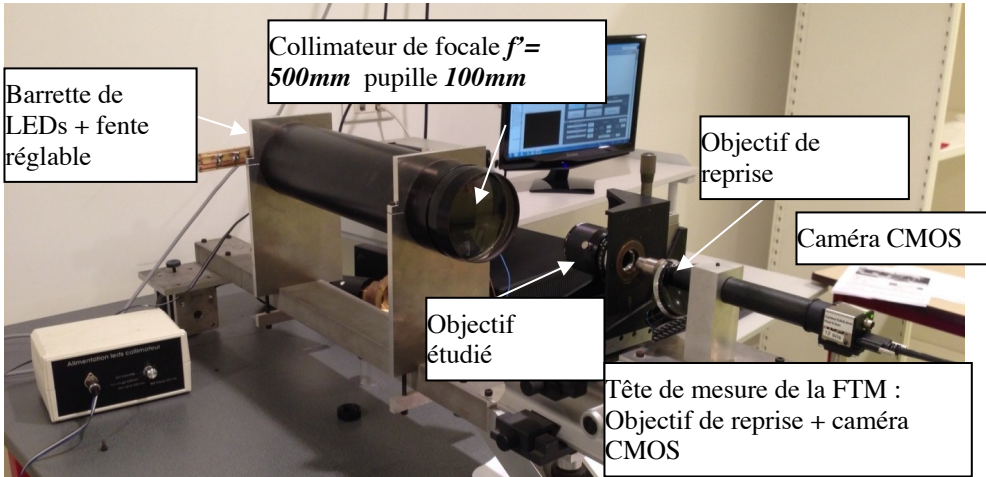 Collimateur de focale f'=
500mm pupille 100mm
Barrette de
LEDs + fente
réglable
Objectif de
reprise
Caméra CMOS
Objectif
étudié
Alimentation leds collimateur
Tête de mesure de la FTM :
Objectif de reprise + caméra
CMOS